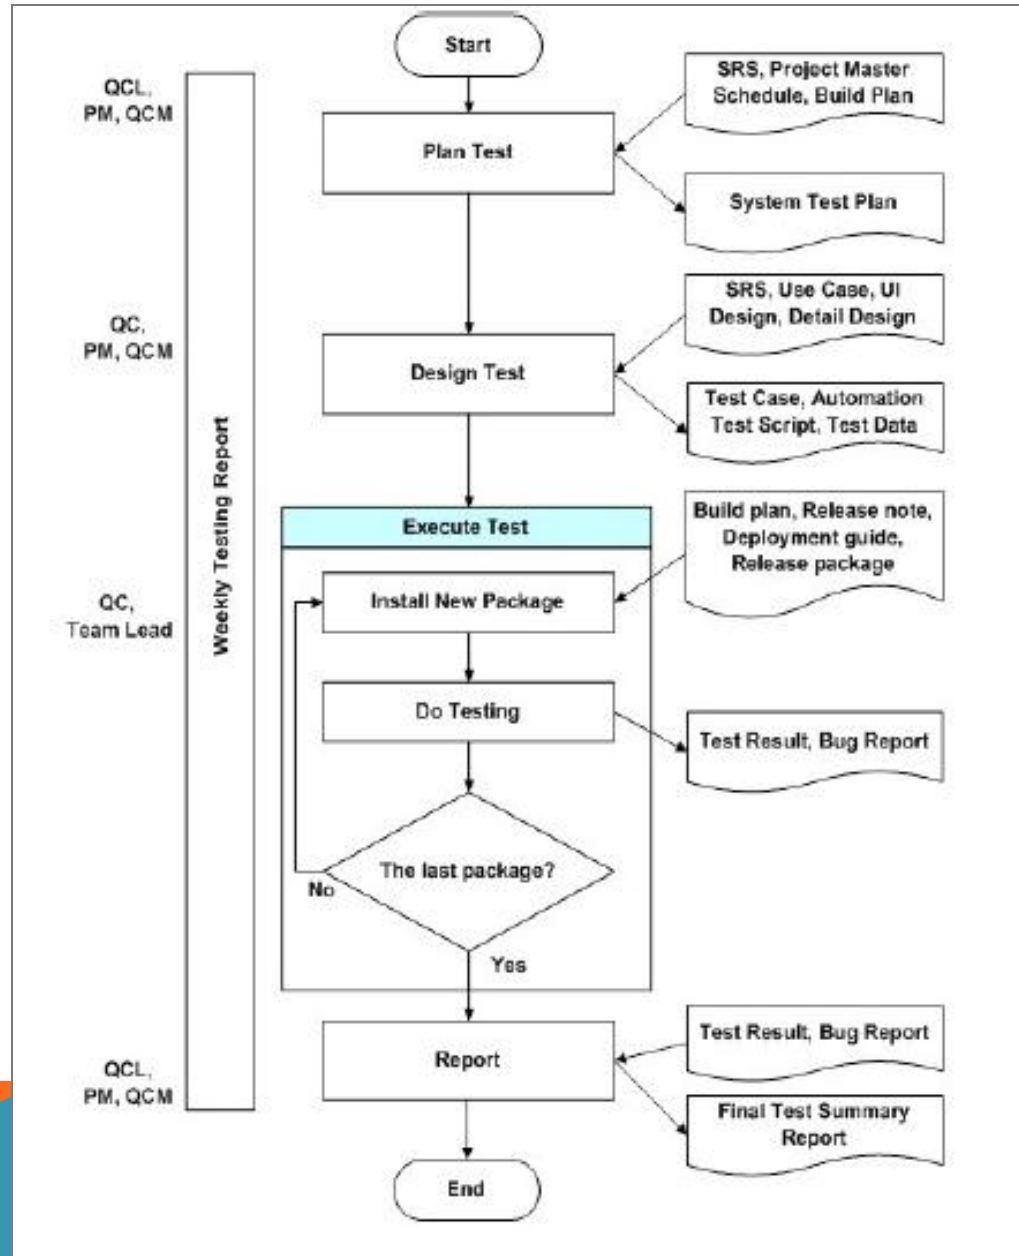 Start
QCL,
PM, QCM
SRS, Project Master
Schedule, Build Plan
Plan Test
System Test Plan
QC,
PM, QCM
SRS, Use Case, UI
Design, Detail Design
Design Test
Test Case, Automation
Test Script, Test Data
Weekly Testing Report
Execute Test
Build plan, Release note,
Deployment guide,
Release package
QC,
Team Lead
Install New Package
Do Testing
Test Result, Bug Report
The last package?
No
Yes
Test Result, Bug Report
Report
QCL,
PM, QCM
Final Test Summary
Report
End